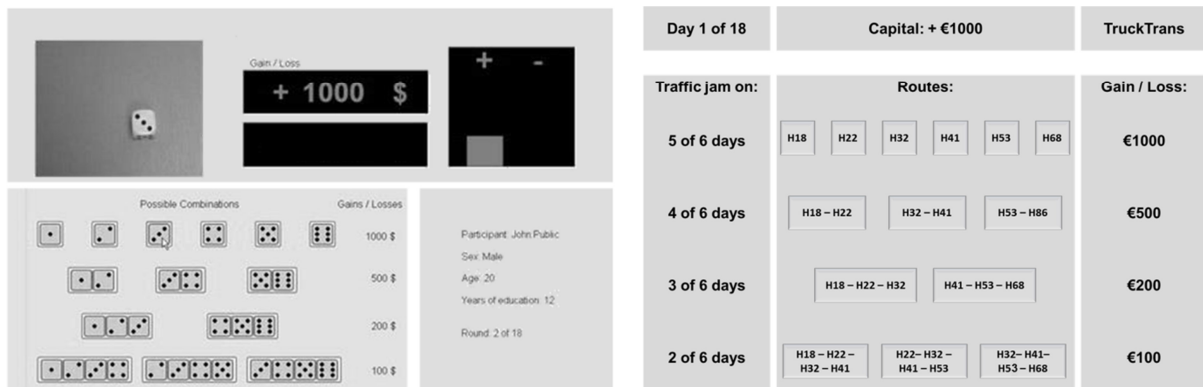 Gain / Loss
+ 1000 $
+ -
Possible Combinations Gains / Losses
1000 $
500 $
200 $
100 $
Participant: John Public
Sex: Male
Age: 20
Years of education: 12
Round: 2 of 18
Day 1 of 18 Capital: + €1000 TruckTrans
Traffic jam on: Routes: Gain / Loss:
5 of 6 days H18 H22 H32 H41 H53 H68 €1000
4 of 6 days H18 – H22 H32 – H41 H53 – H86 €500
3 of 6 days H18 – H22 – H32 H41 – H53 – H68 €200
2 of 6 days H18 – H22 – H22– H32 – H32– H41– €100
H32 – H41 H41 – H53 H53 – H68